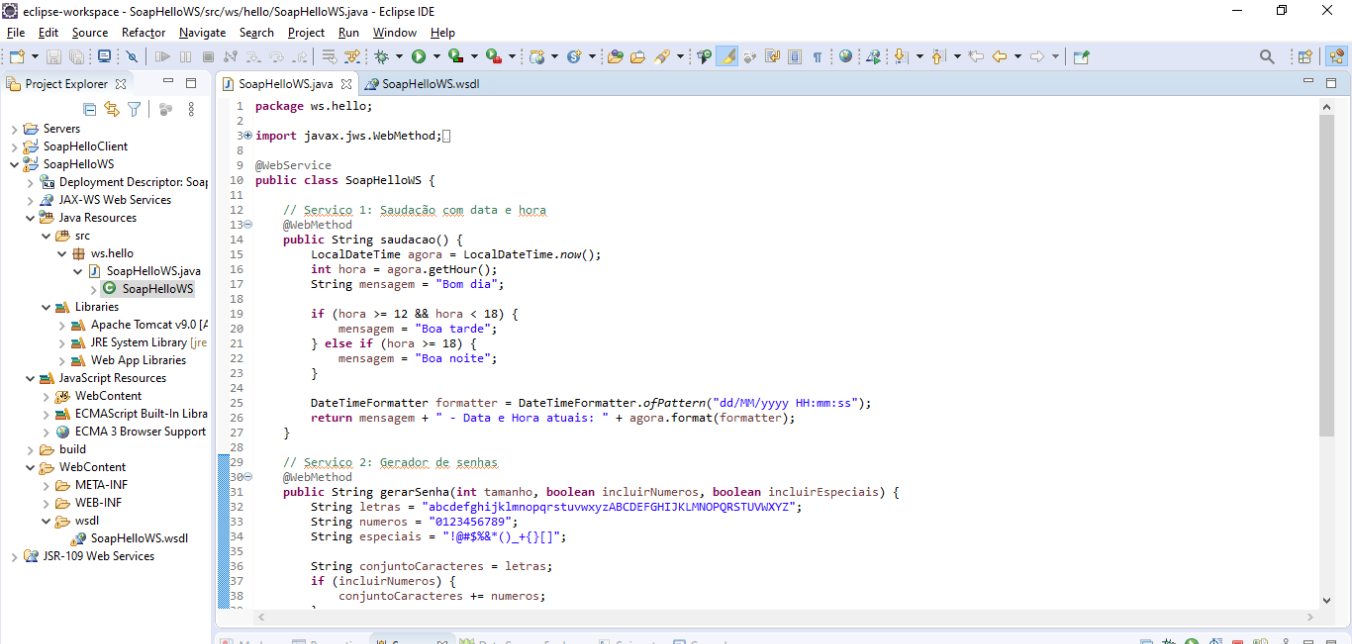 eclipse-workspace - SoapHelloWS/src/ws/hello/SoapHelloWS.java - Eclipse IDE
File Edit Source Refactor Navigate Search Project Run Window Help
Project Explorer
SoapHelloWS.java
SoapHelloWS.wsdl
Servers
SoapHelloClient
SoapHelloWS
Deployment Descriptor: Soap
JAX-WS Web Services
Java Resources
src
ws.hello
SoapHelloWS.java
SoapHelloWS
Libraries
Apache Tomcat v9.0 [A
JRE System Library [jre
Web App Libraries
JavaScript Resources
WebContent
ECMAScript Built-In Libra
ECMA 3 Browser Support
build
WebContent
META-INF
WEB-INF
wsdl
SoapHelloWS.wsdl
JSR-109 Web Services
1 package ws.hello;
2
3 import javax.jws.WebMethod;
8
9 @WebService
10 public class SoapHelloWS {
11
12 // Servico 1: Saudação com data e hora
13 @WebMethod
14 public String saudacao() {
15 LocalDateTime agora = LocalDateTime.now();
16 int hora = agora.getHour();
17 String mensagem = "Bom dia";
18
19 if (hora >= 12 && hora < 18) {
20 mensagem = "Boa tarde";
21 } else if (hora >= 18) {
22 mensagem = "Boa noite";
23 }
24
25 DateTimeFormatter formatter = DateTimeFormatter.ofPattern("dd/MM/yyyy HH:mm:ss");
26 return mensagem + " - Data e Hora atuais: " + agora.format(formatter);
27 }
28
29 // Servico 2: Gerador de senhas
30 @WebMethod
31 public String gerarSenha(int tamanho, boolean incluirNumeros, boolean incluirEspeciais) {
32 String letras = "abcdefghijklmnopqrstuvwxyzABCDEFGHIJKLMNOPQRSTUVWXYZ";
33 String numeros = "0123456789";
34 String especiais = "!@#$%&*()_+{}[]";
35
36 String conjuntoCaracteres = letras;
37 if (incluirNumeros) {
38 conjuntoCaracteres += numeros;